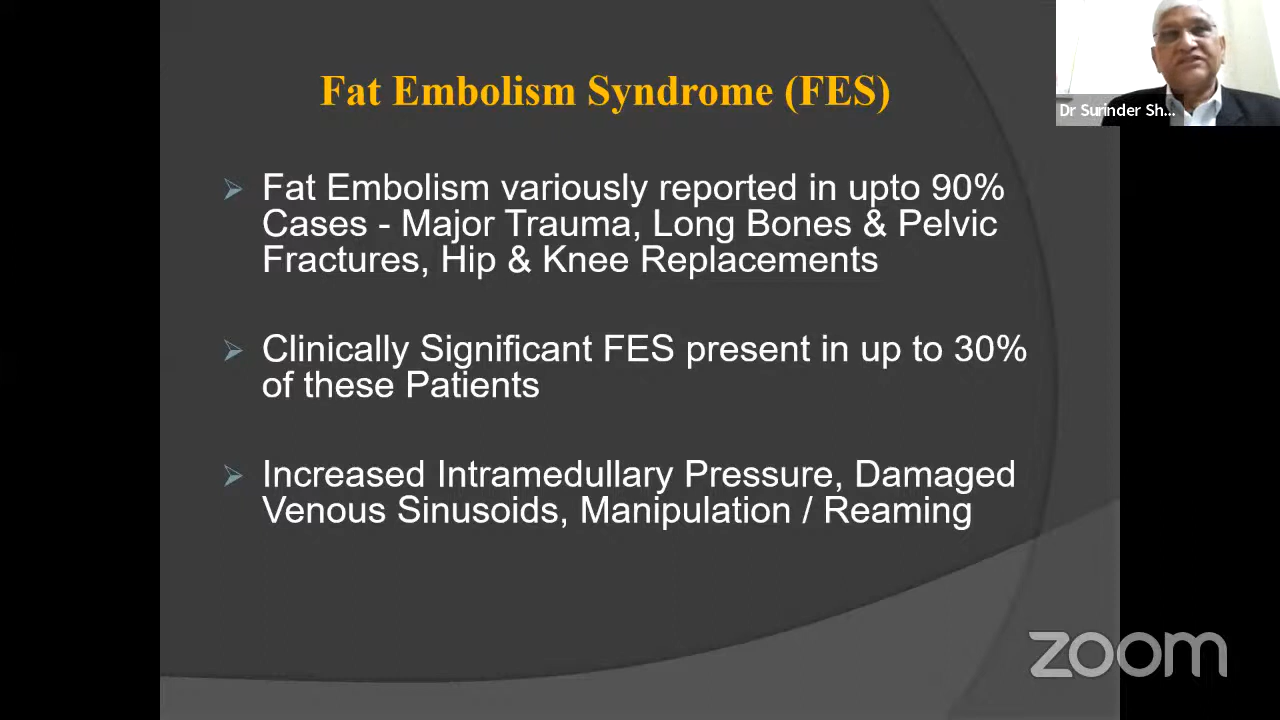 Fat Embolism Syndrome (FES)
Fat Embolism variously reported in upto 90%
Cases - Major Trauma, Long Bones & Pelvic
Fractures, Hip & Knee Replacements
Clinically Significant FES present in up to 30%
of these Patients
Increased Intramedullary Pressure, Damaged
Venous Sinusoids, Manipulation / Reaming
Dr Surinder Sh...
zoom